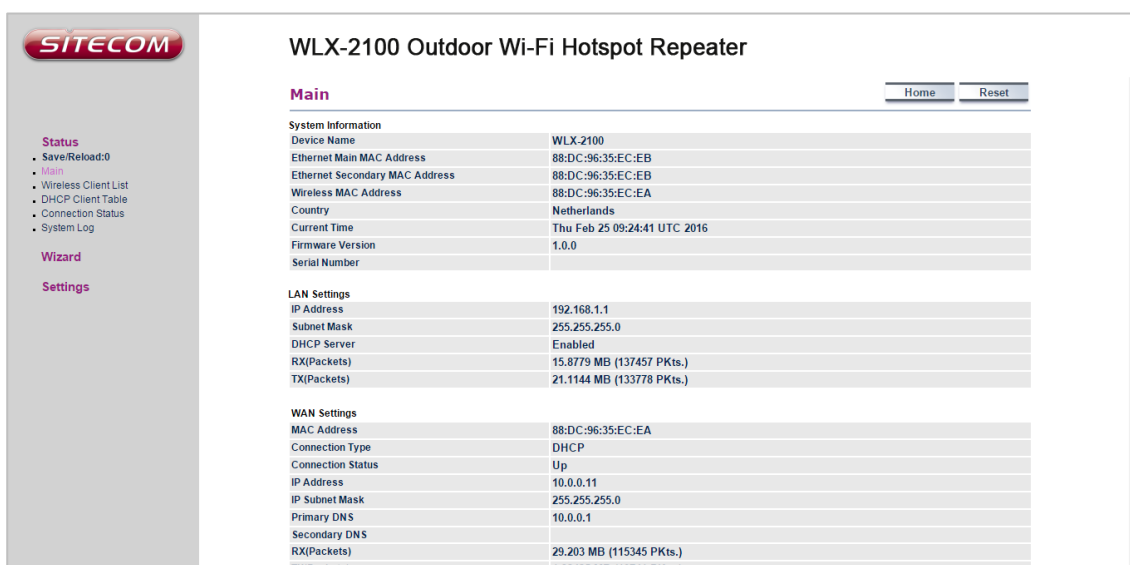 SITECOM
WLX-2100 Outdoor Wi-Fi Hotspot Repeater
Main
Home Reset
Status
Save/Reload:0
Main
Wireless Client List
DHCP Client Table
Connection Status
System Log
Wizard
Settings
System Information
Device Name WLX-2100
Ethernet Main MAC Address 88:DC:96:35:EC:EB
Ethernet Secondary MAC Address 88:DC:96:35:EC:EB
Wireless MAC Address 88:DC:96:35:EC:EA
Country Netherlands
Current Time Thu Feb 25 09:24:41 UTC 2016
Firmware Version 1.0.0
Serial Number
LAN Settings
IP Address 192.168.1.1
Subnet Mask 255.255.255.0
DHCP Server Enabled
RX(Packets) 15.8779 MB (137457 PKts.)
TX(Packets) 21.1144 MB (133778 PKts.)
WAN Settings
MAC Address 88:DC:96:35:EC:EA
Connection Type DHCP
Connection Status Up
IP Address 10.0.0.11
IP Subnet Mask 255.255.255.0
Primary DNS 10.0.0.1
Secondary DNS
RX(Packets) 29.203 MB (115345 PKts.)